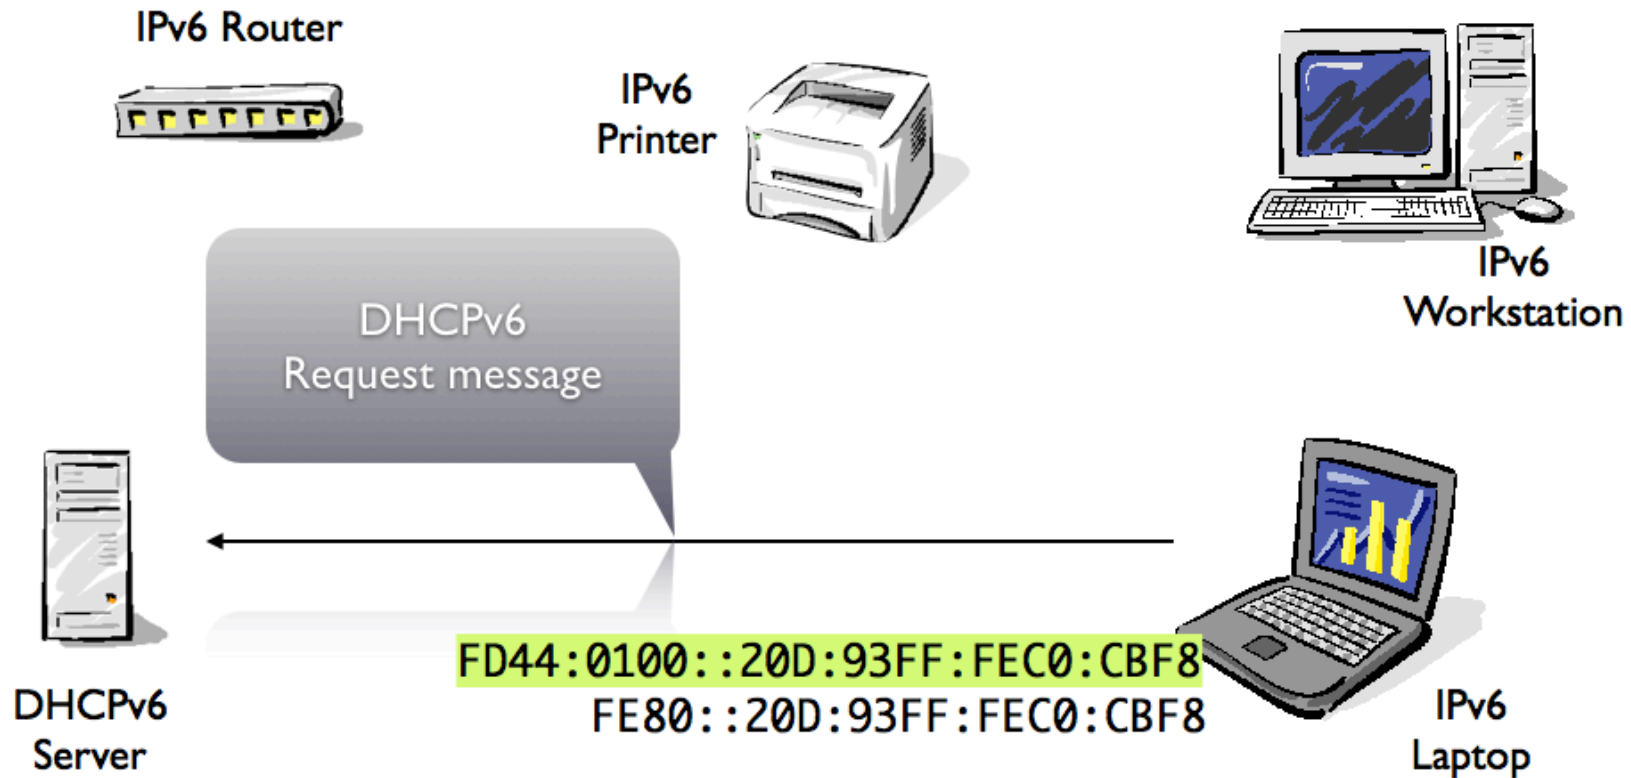 IPv6 Router
IPv6
Printer
IPv6
Workstation
DHCPv6
Request message
FD44:0100::20D:93FF:FEC0:CBF8
FE80::20D:93FF:FEC0:CBF8
DHCPv6
Server
IPv6
Laptop